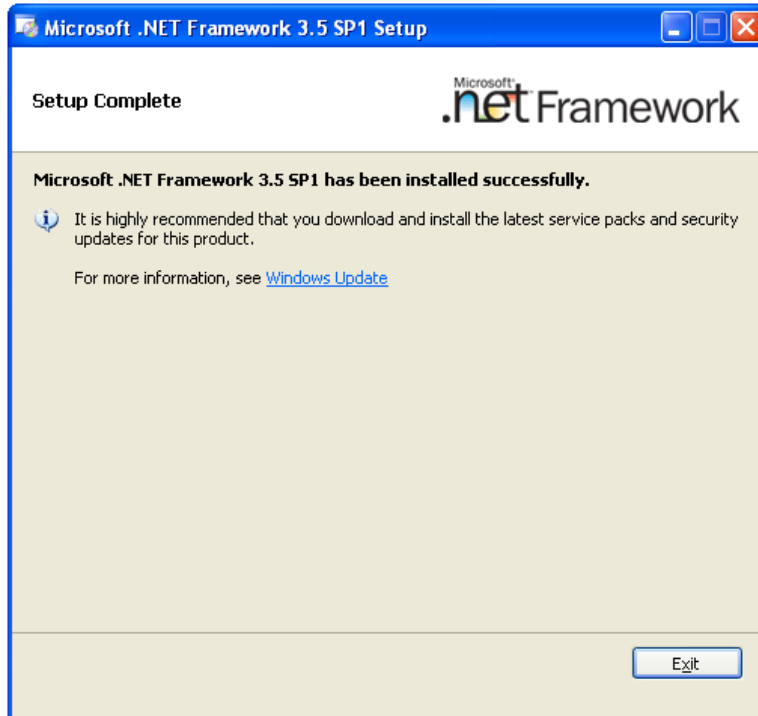 Microsoft .NET Framework 3.5 SP1 Setup
Setup Complete
Microsoft
.net Framework
Microsoft .NET Framework 3.5 SP1 has been installed successfully.
It is highly recommended that you download and install the latest service packs and security
updates for this product.
For more information, see Windows Update
Exit